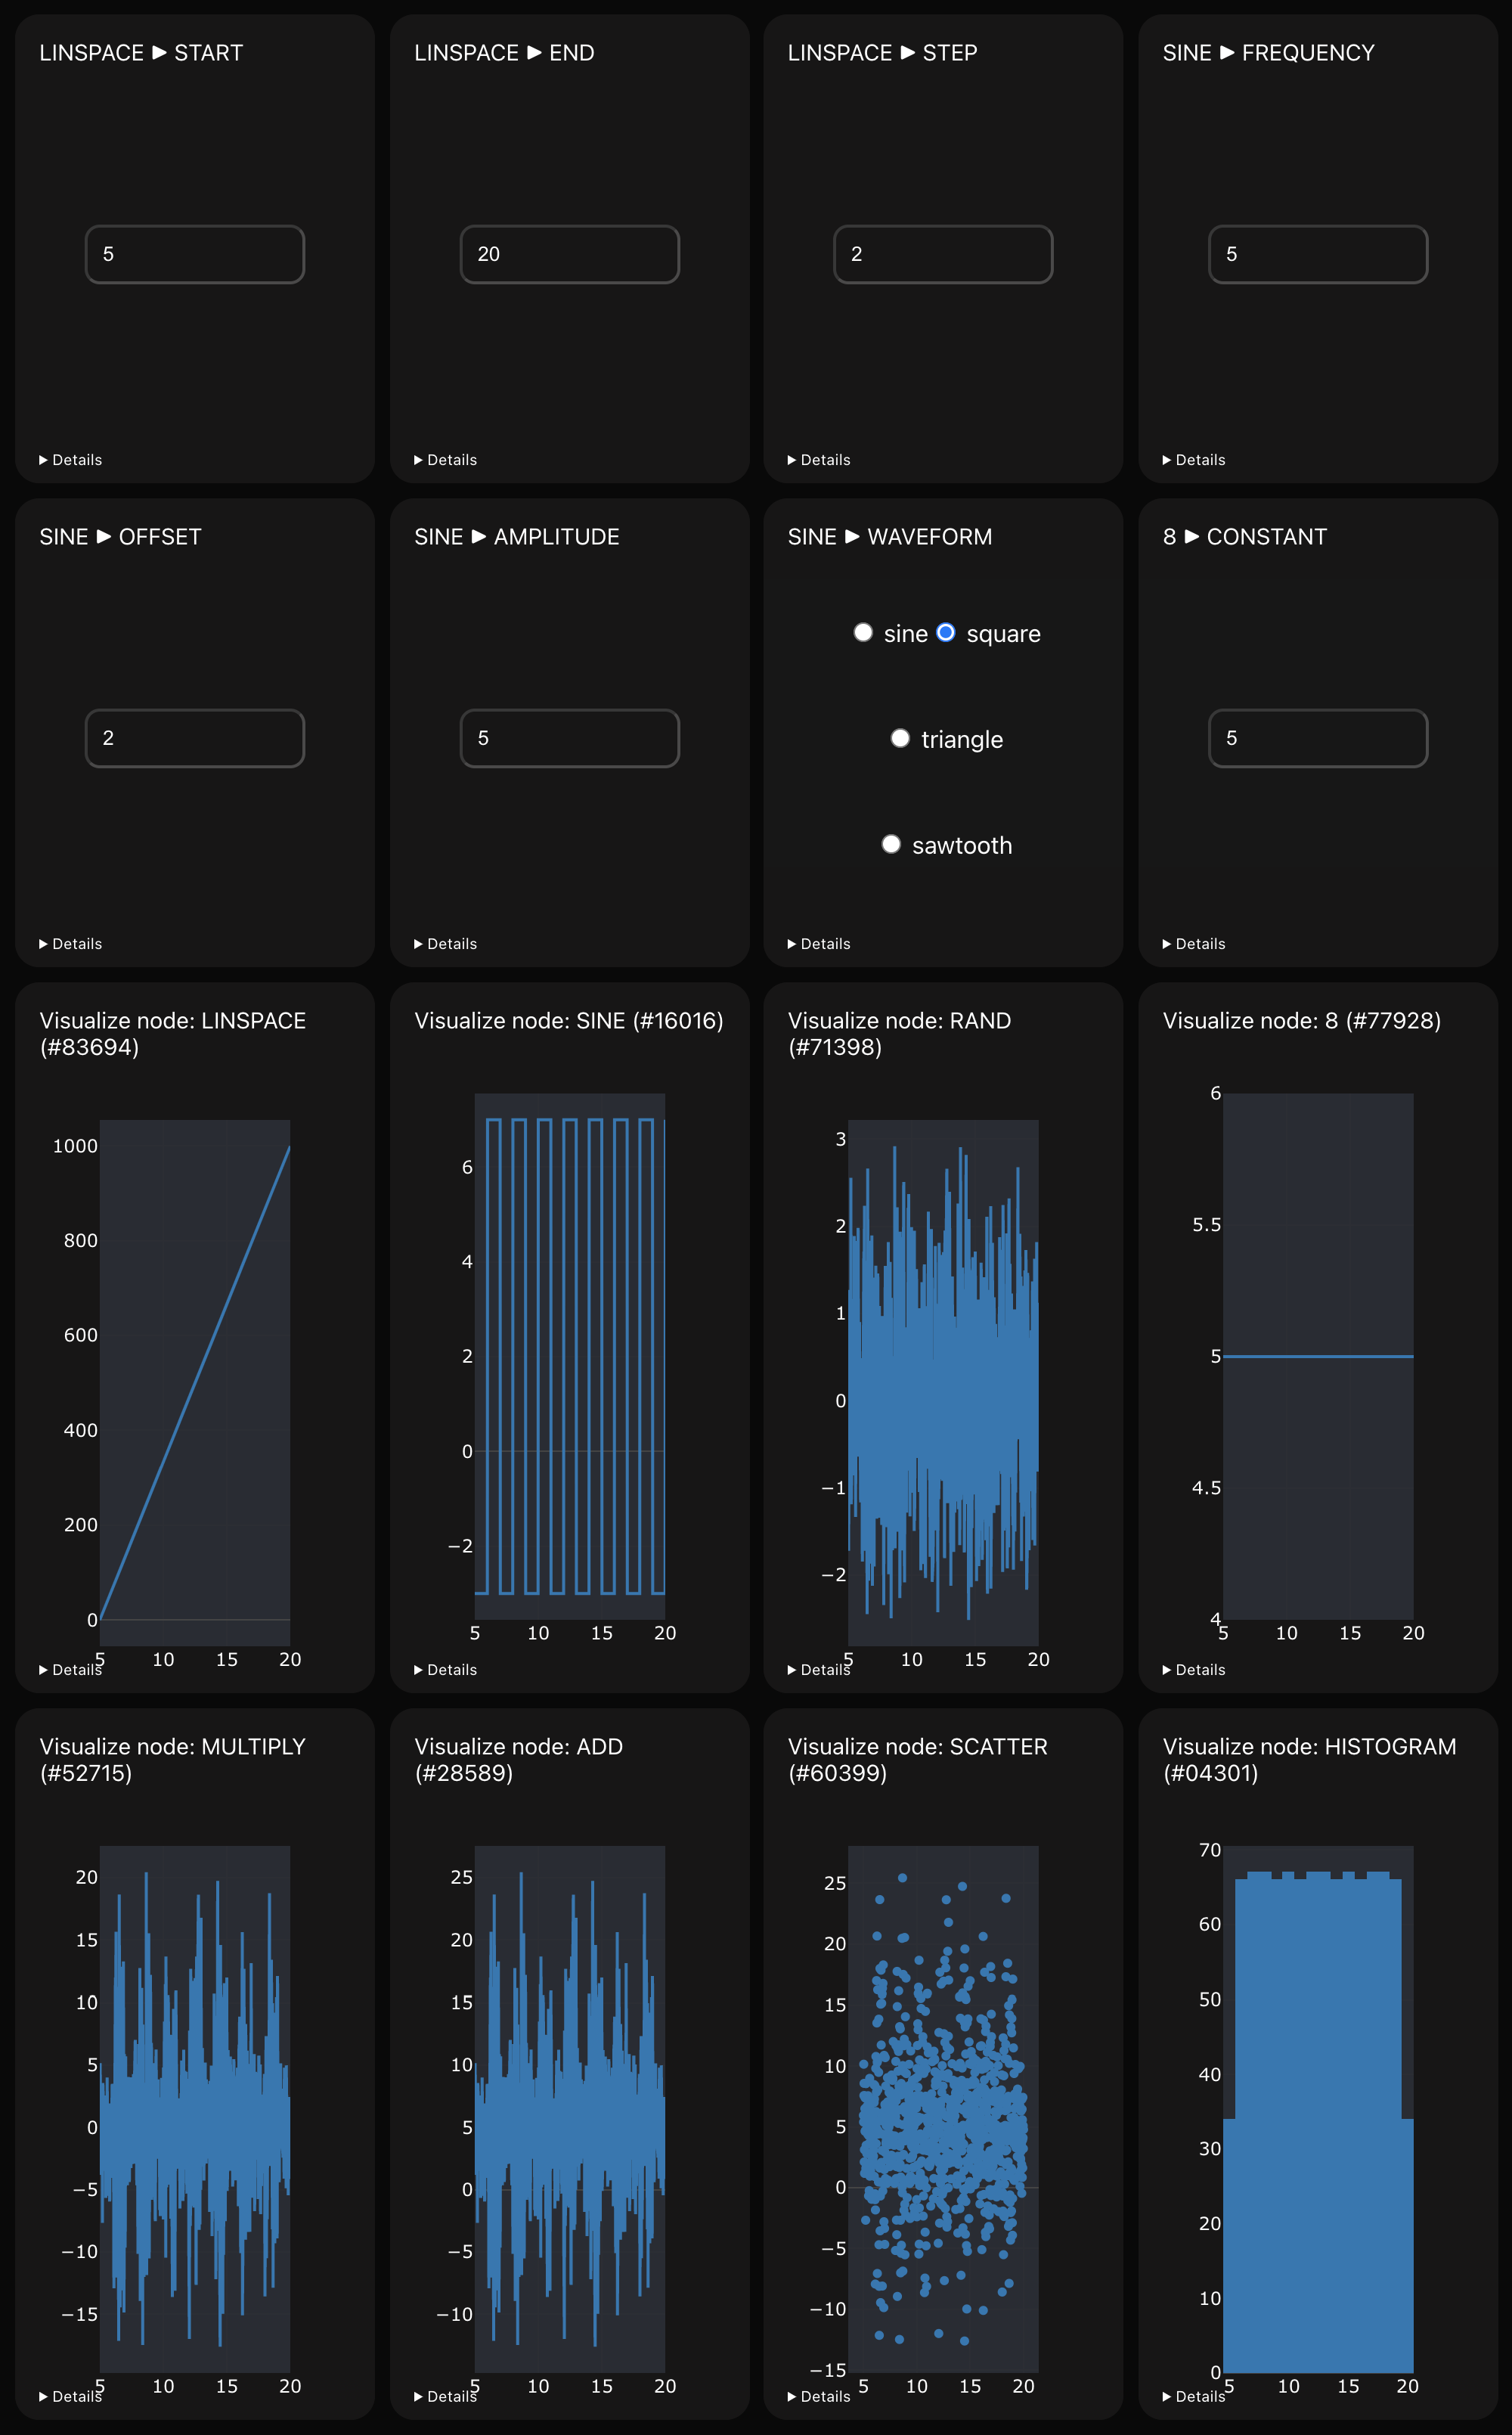 LINSPACE ▶ START
LINSPACE ▶ END
LINSPACE ▶ STEP
SINE ▶ FREQUENCY
5
20
2
5
▶ Details
▶ Details
▶ Details
▶ Details
SINE ▶ OFFSET
SINE ▶ AMPLITUDE
SINE ▶ WAVEFORM
8 ▶ CONSTANT
2
5
sine square
triangle
sawtooth
5
▶ Details
▶ Details
▶ Details
▶ Details
Visualize node: LINSPACE
(#83694)
1000
800
600
400
200
0
5 10 15 20
▶ Details
Visualize node: SINE (#16016)
6
4
2
0
−2
5 10 15 20
▶ Details
Visualize node: RAND
(#71398)
3
2
1
0
−1
−2
5 10 15 20
▶ Details
Visualize node: 8 (#77928)
6
5.5
5
4.5
4
5 10 15 20
▶ Details
Visualize node: MULTIPLY
(#52715)
20
15
10
5
0
−5
−10
−15
5 10 15 20
▶ Details
Visualize node: ADD
(#28589)
25
20
15
10
5
0
−5
−10
5 10 15 20
▶ Details
Visualize node: SCATTER
(#60399)
25
20
15
10
5
0
−5
−10
−15
5 10 15 20
▶ Details
Visualize node: HISTOGRAM
(#04301)
70
60
50
40
30
20
10
0
5 10 15 20
▶ Details